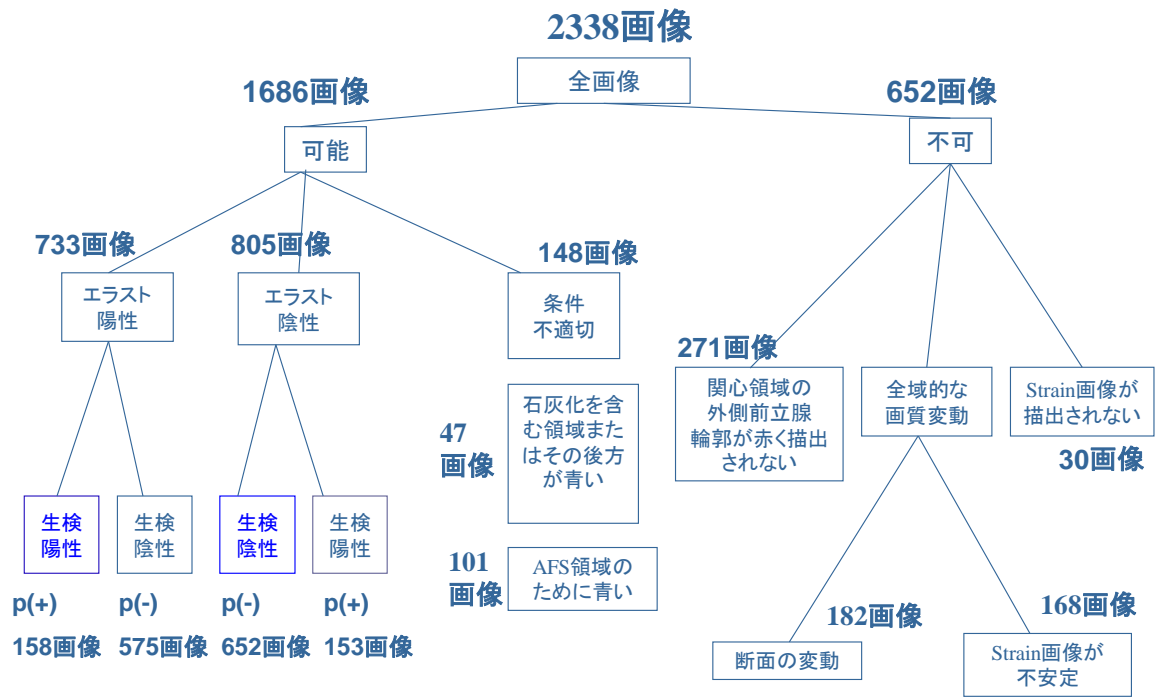 2338画像
全画像
1686画像
652画像
可能
不可
733画像
805画像
148画像
エラスト
陽性
エラスト
陰性
条件
不適切
271画像
関心領域の
外側前立腺
輪郭が赤く描出
されない
全域的な
画質変動
Strain画像が
描出されない
30画像
47
画像
石灰化を含
む領域また
はその後方
が青い
生検
陽性
生検
陰性
生検
陰性
生検
陽性
101
画像
AFS領域の
ために青い
p(+)
p(-)
p(-)
p(+)
158画像
575画像
652画像
153画像
182画像
168画像
断面の変動
Strain画像が
不安定